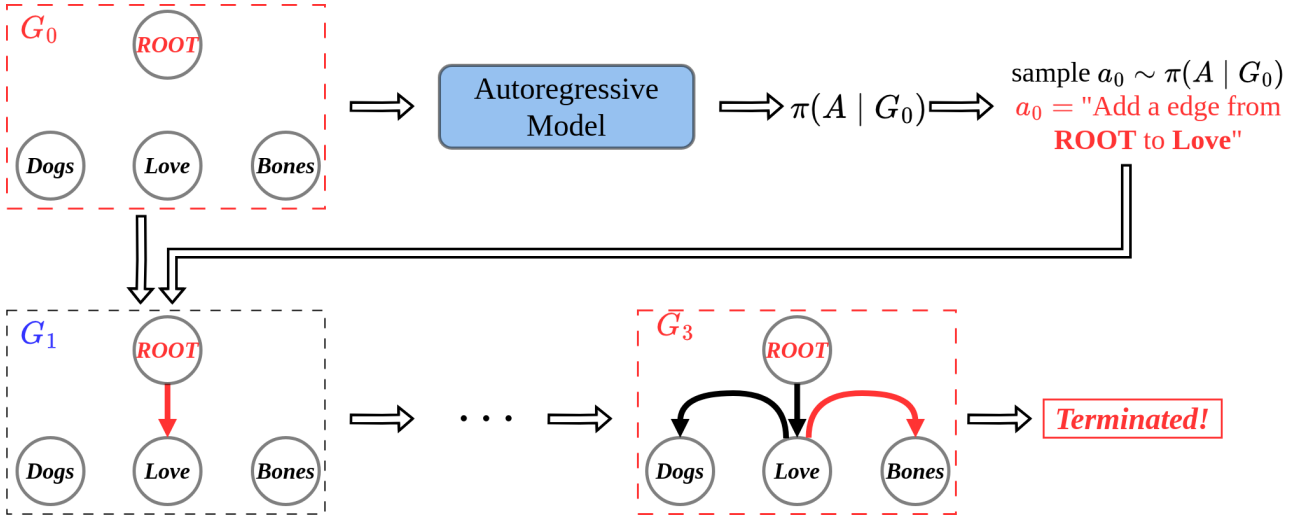 G₀
ROOT
Dogs Love Bones
Autoregressive
Model
π(A | G₀)
sample a₀ ∼ π(A | G₀)
a₀ = "Add a edge from
ROOT to Love"
G₁
ROOT
Dogs Love Bones
· · ·
G₃
ROOT
Dogs Love Bones
Terminated!